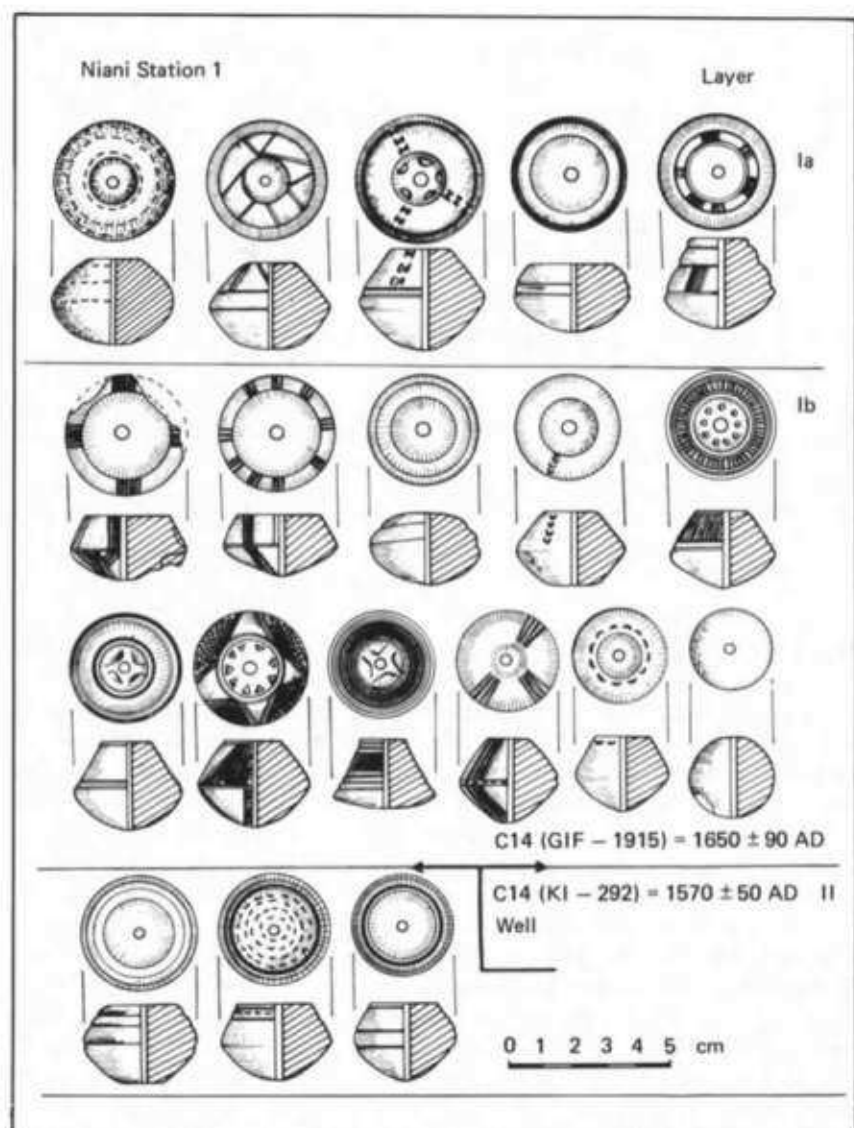 Niani Station 1
Layer
Ia
Ib
C14 (GIF – 1915) = 1650 ± 90 AD
C14 (KI – 292) = 1570 ± 50 AD II
Well
0 1 2 3 4 5 cm